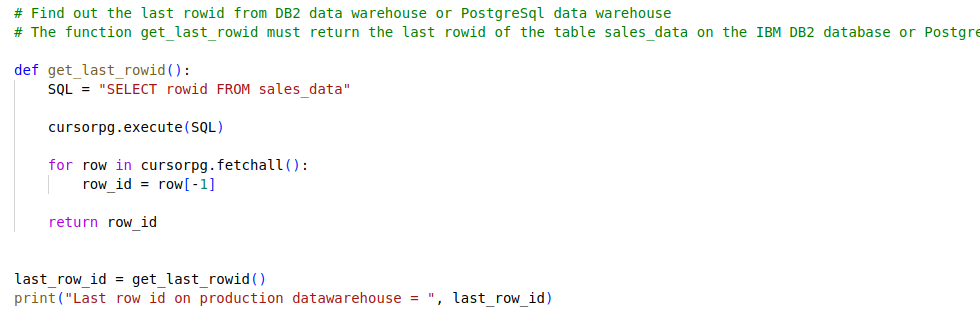 # Find out the last rowid from DB2 data warehouse or PostgreSql data warehouse
# The function get_last_rowid must return the last rowid of the table sales_data on the IBM DB2 database or Postgre
def get_last_rowid():
    SQL = "SELECT rowid FROM sales_data"
    cursorpg.execute(SQL)
    for row in cursorpg.fetchall():
        row_id = row[-1]
    return row_id
last_row_id = get_last_rowid()
print("Last row id on production datawarehouse = ", last_row_id)